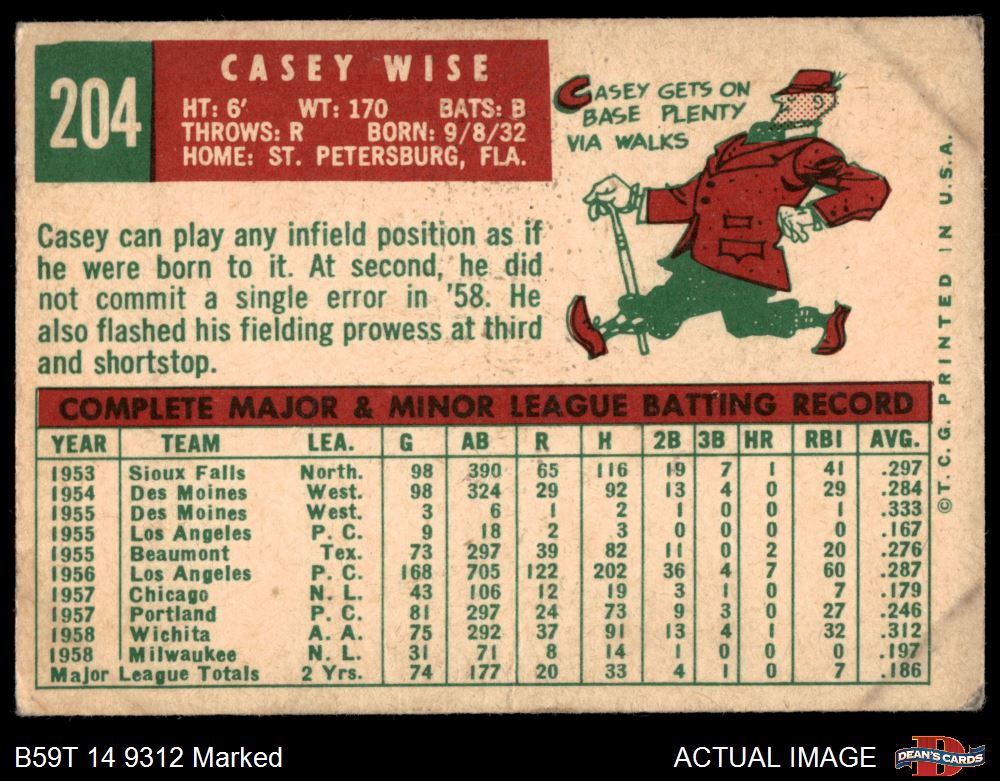 204
CASEY WISE
HT: 6' WT: 170 BATS: B
THROWS: R BORN: 9/8/32
HOME: ST. PETERSBURG, FLA.
CASEY GETS ON
BASE PLENTY
VIA WALKS
Casey can play any infield position as if
he were born to it. At second, he did
not commit a single error in '58. He
also flashed his fielding prowess at third
and shortstop.
COMPLETE MAJOR & MINOR LEAGUE BATTING RECORD
YEAR TEAM LEA. G AB R H 2B 3B HR RBI AVG.
1953 Sioux Falls North. 98 390 65 116 19 7 1 41 .297
1954 Des Moines West. 98 324 29 92 13 4 0 29 .284
1955 Des Moines West. 3 6 1 2 1 0 0 1 .333
1955 Los Angeles P. C. 9 18 2 3 0 0 0 0 .167
1955 Beaumont Tex. 73 297 39 82 11 0 2 20 .276
1956 Los Angeles P. C. 168 705 122 202 36 4 7 60 .287
1957 Chicago N. L. 43 106 12 19 3 1 0 7 .179
1957 Portland P. C. 81 297 24 73 9 3 0 27 .246
1958 Wichita A. A. 75 292 37 91 13 4 1 32 .312
1958 Milwaukee N. L. 31 71 8 14 1 0 0 0 .197
Major League Totals 2 Yrs. 74 177 20 33 4 1 0 7 .186
©T.C.G. PRINTED IN U.S.A.
B59T 14 9312 Marked
ACTUAL IMAGE
DEAN'S CARDS